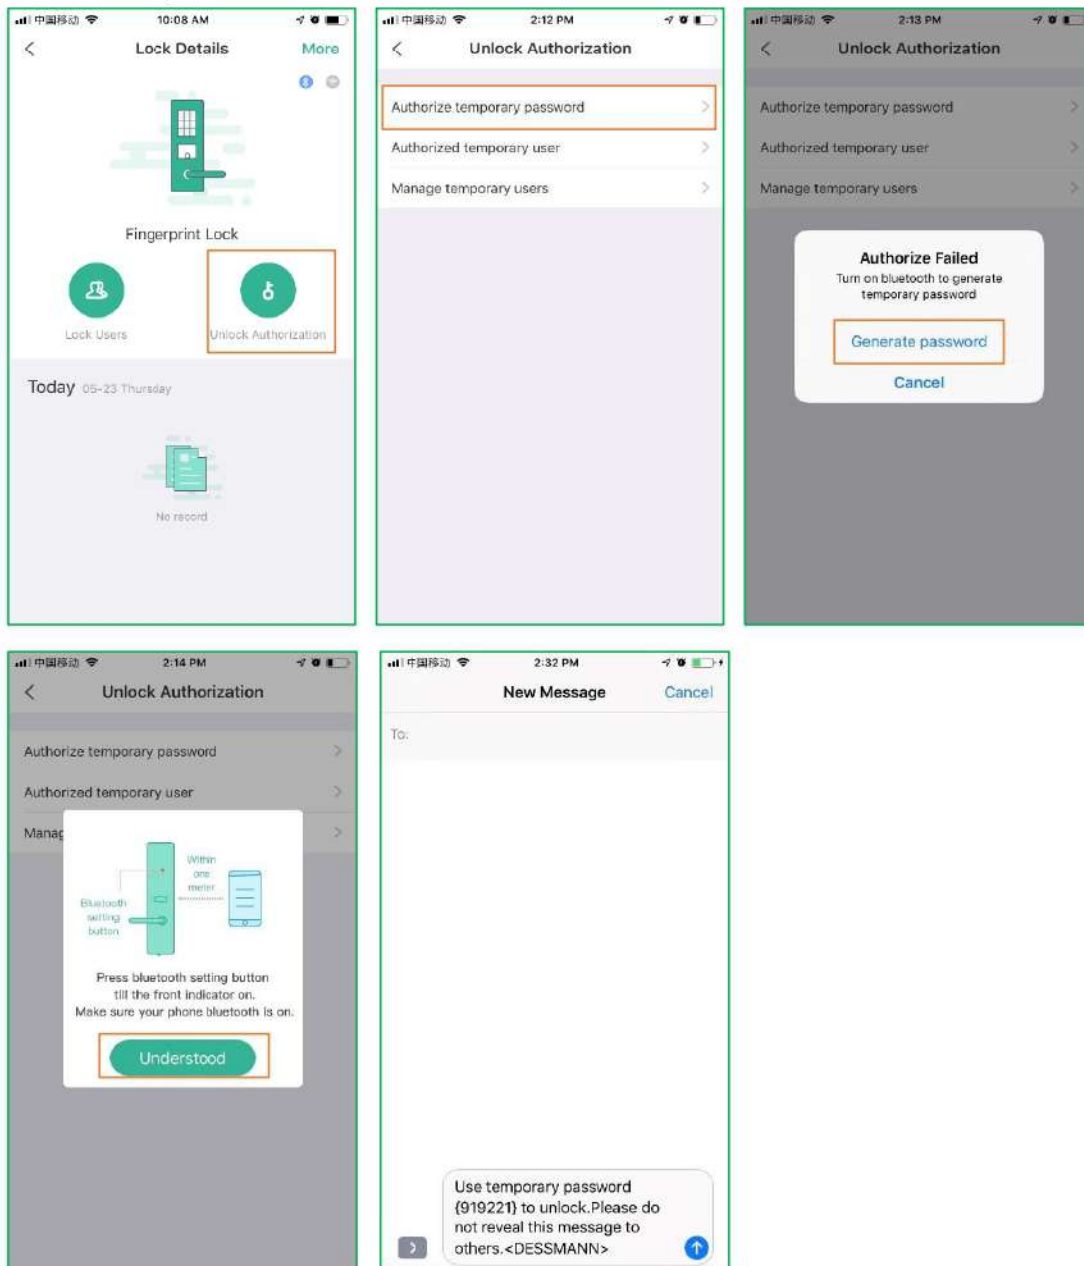 中国移动
10:08 AM
Lock Details
More
Fingerprint Lock
Lock Users
Unlock Authorization
Today 05-23 Thursday
No record
中国移动
2:12 PM
Unlock Authorization
Authorize temporary password
Authorized temporary user
Manage temporary users
中国移动
2:13 PM
Unlock Authorization
Authorize temporary password
Authorized temporary user
Manage temporary users
Authorize Failed
Turn on bluetooth to generate
temporary password
Generate password
Cancel
中国移动
2:14 PM
Unlock Authorization
Authorize temporary password
Authorized temporary user
Manag
Within
one
meter
Bluetooth
setting
button
Press bluetooth setting button
till the front indicator on.
Make sure your phone bluetooth is on.
Understood
中国移动
2:32 PM
New Message
Cancel
To:
Use temporary password
{919221} to unlock.Please do
not reveal this message to
others.<DESSMANN>